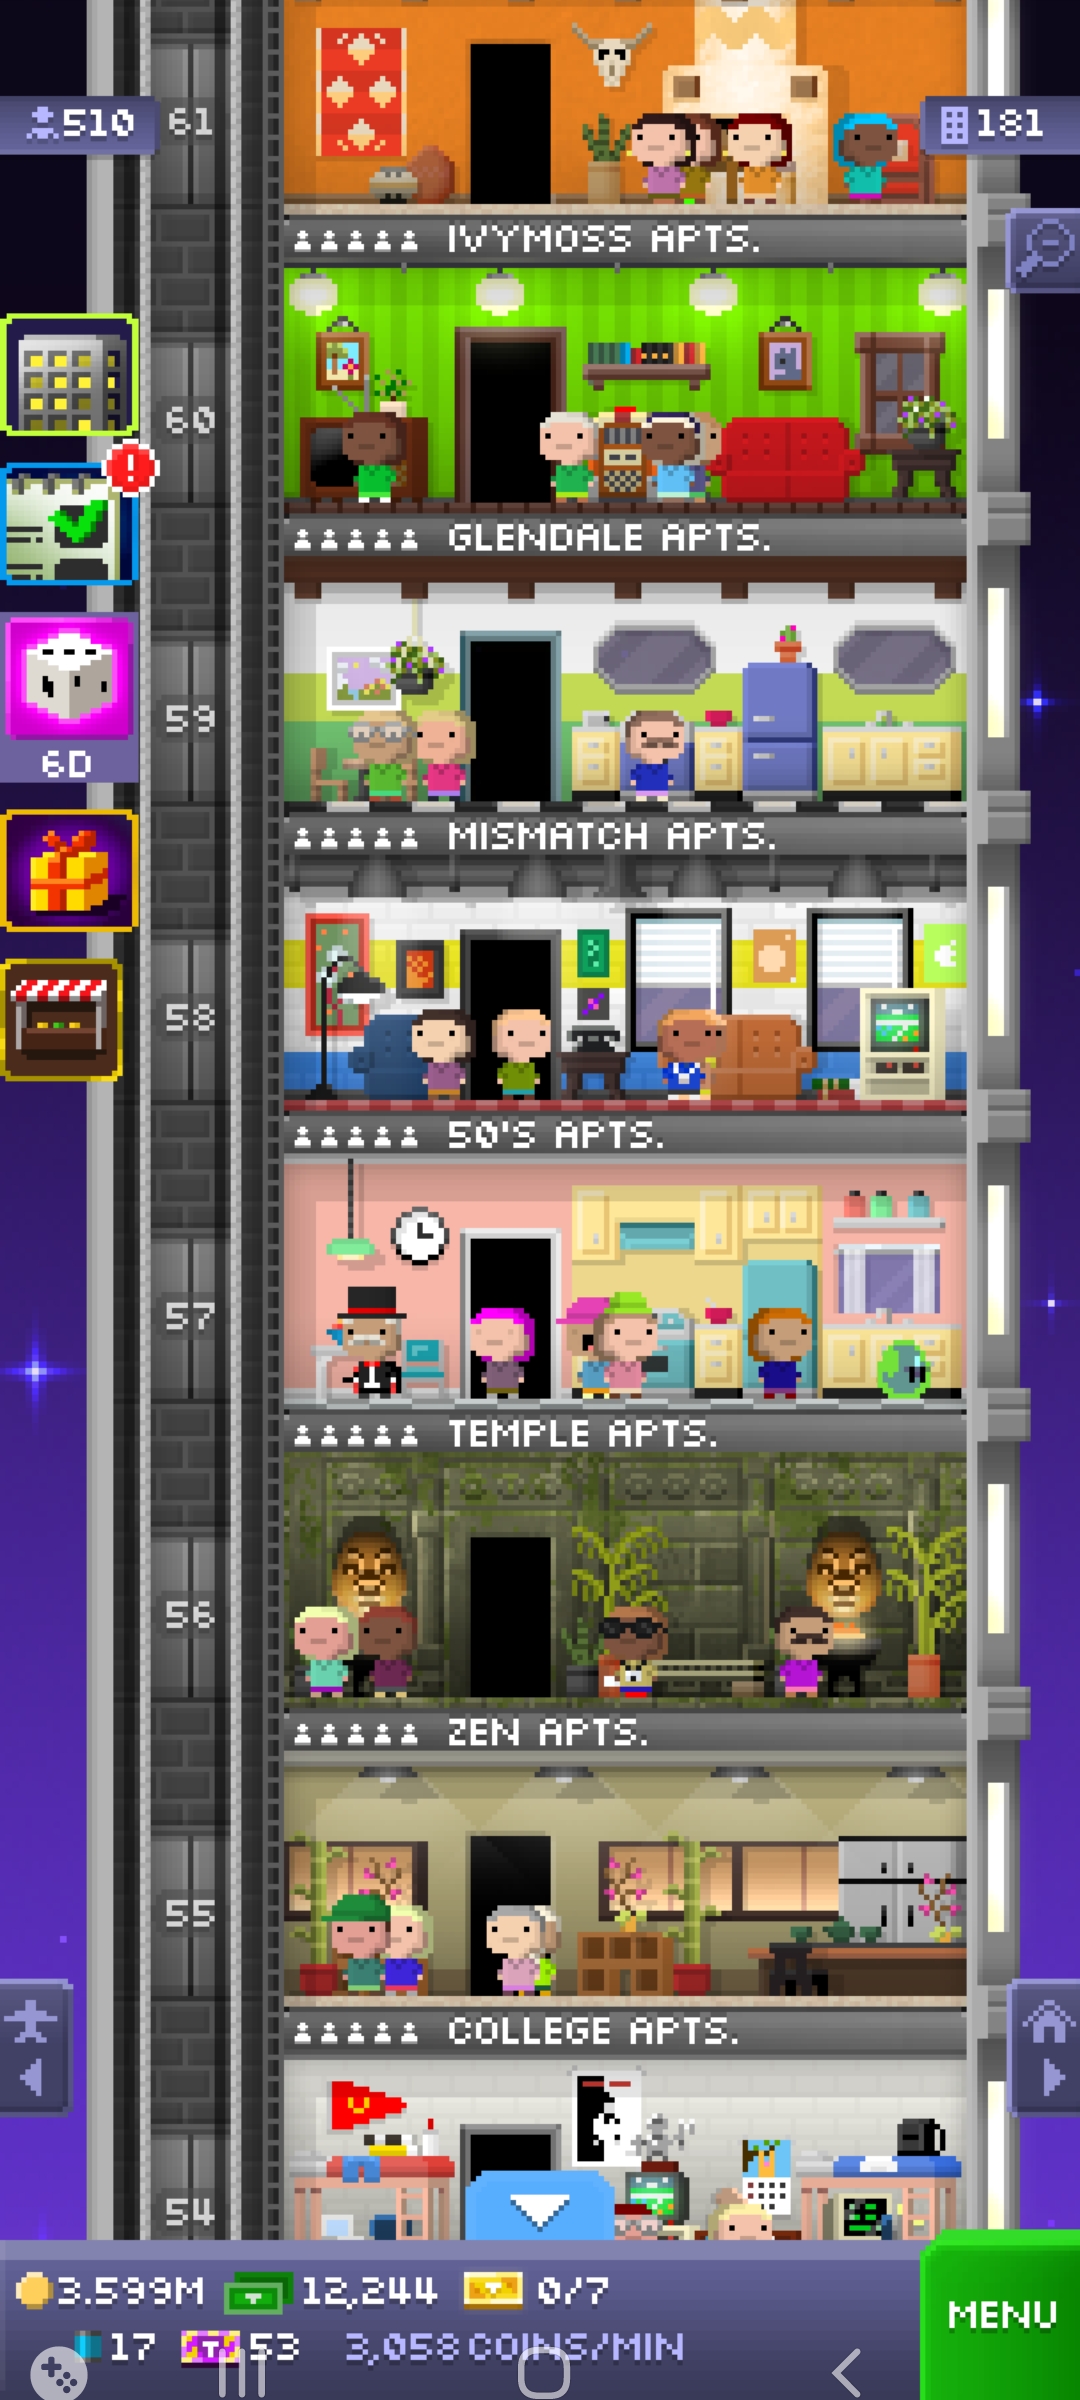 510
61
181
IVYMOSS APTS.
60
GLENDALE APTS.
59
6D
MISMATCH APTS.
58
50'S APTS.
57
TEMPLE APTS.
56
ZEN APTS.
55
COLLEGE APTS.
54
3.599M 12,244 0/7
MENU
17 53 3,058 COINS/MIN